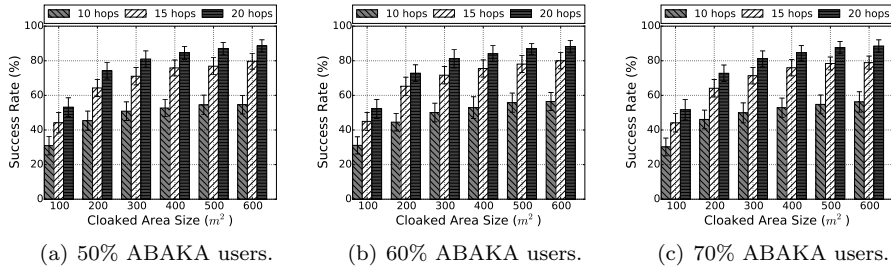 10 hops 15 hops 20 hops
100
80
60
40
20
0
Success Rate (%)
100 200 300 400 500 600
Cloaked Area Size (m²)
(a) 50% ABAKA users.
10 hops 15 hops 20 hops
100
80
60
40
20
0
Success Rate (%)
100 200 300 400 500 600
Cloaked Area Size (m²)
(b) 60% ABAKA users.
10 hops 15 hops 20 hops
100
80
60
40
20
0
Success Rate (%)
100 200 300 400 500 600
Cloaked Area Size (m²)
(c) 70% ABAKA users.